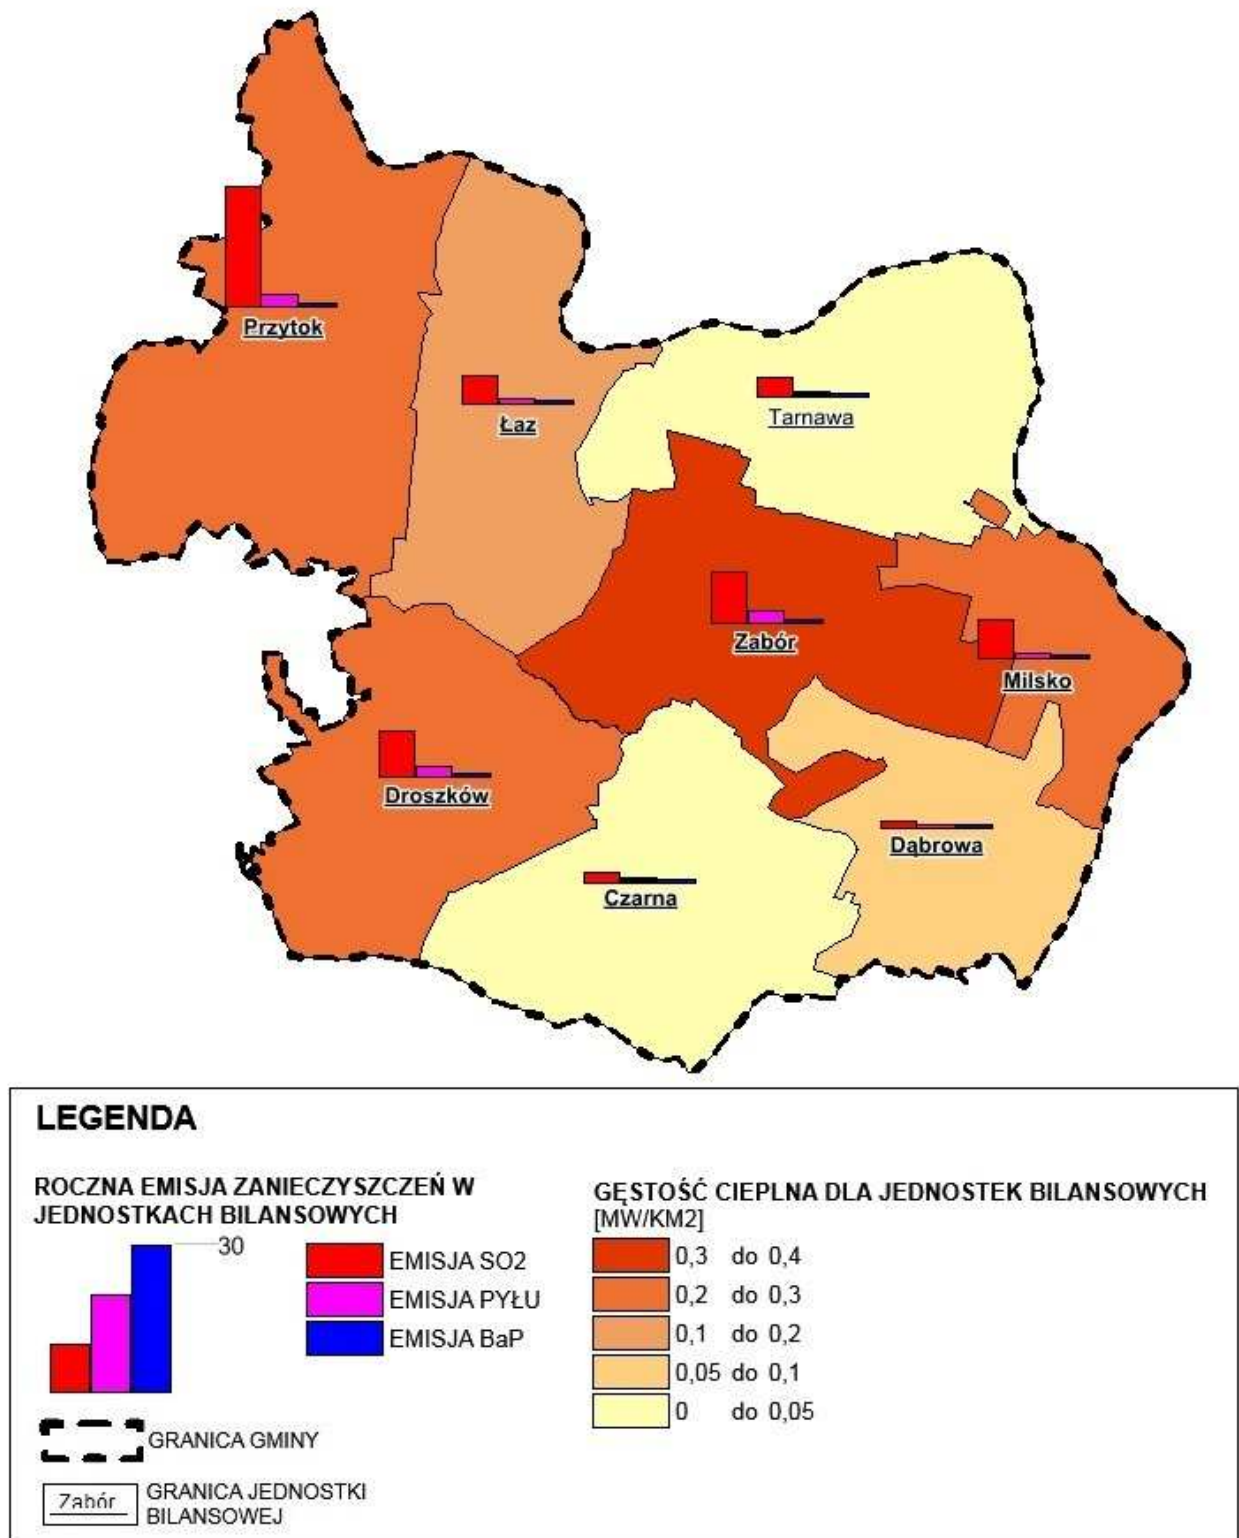 Przytok
Łaz
Tarnawa
Zabór
Milsko
Droszków
Dąbrowa
Czarna
LEGENDA
ROCZNA EMISJA ZANIECZYSZCZEŃ W
JEDNOSTKACH BILANSOWYCH
30
EMISJA SO2
EMISJA PYŁU
EMISJA BaP
GRANICA GMINY
Zabór
GRANICA JEDNOSTKI
BILANSOWEJ
GĘSTOŚĆ CIEPLNA DLA JEDNOSTEK BILANSOWYCH
[MW/KM2]
0,3 do 0,4
0,2 do 0,3
0,1 do 0,2
0,05 do 0,1
0 do 0,05